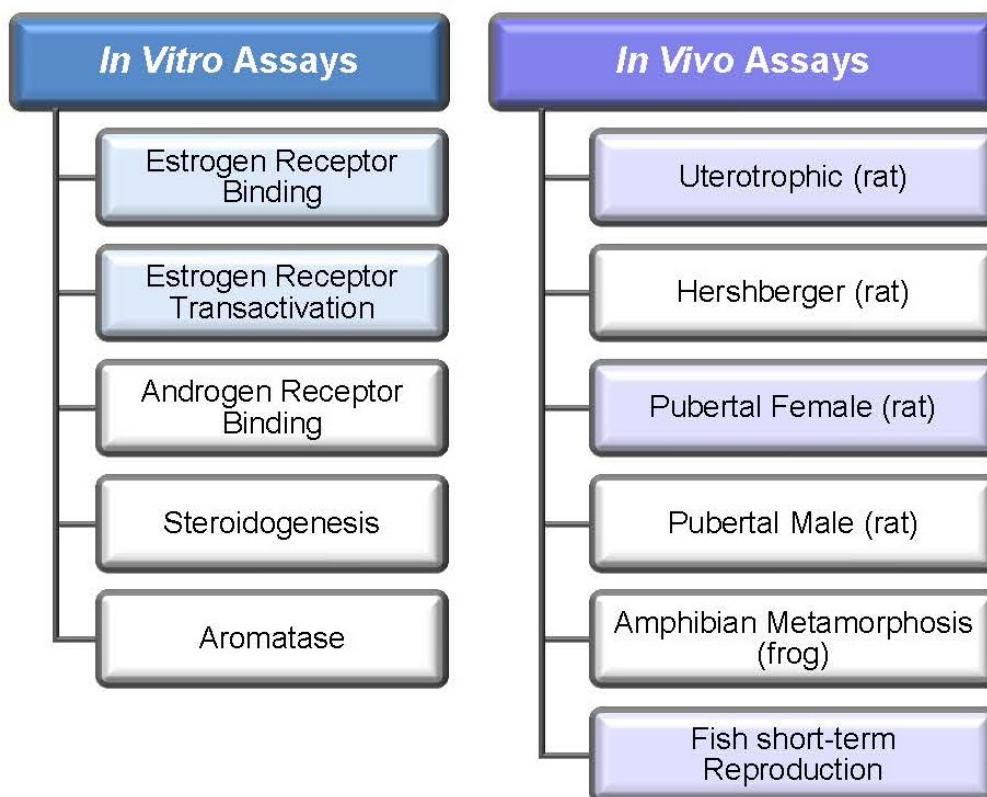 In Vitro Assays
Estrogen Receptor
Binding
Estrogen Receptor
Transactivation
Androgen Receptor
Binding
Steroidogenesis
Aromatase
In Vivo Assays
Uterotrophic (rat)
Hershberger (rat)
Pubertal Female (rat)
Pubertal Male (rat)
Amphibian Metamorphosis
(frog)
Fish short-term
Reproduction